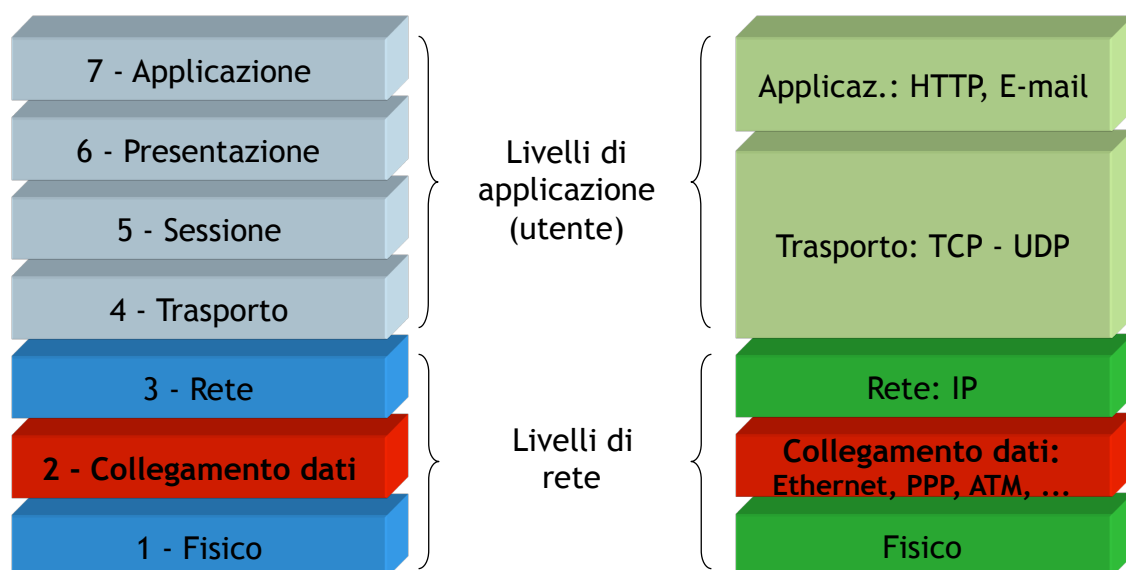 7 - Applicazione
6 - Presentazione
5 - Sessione
4 - Trasporto
3 - Rete
2 - Collegamento dati
1 - Fisico
Livelli di
applicazione
(utente)
Livelli di
rete
Applicaz.: HTTP, E-mail
Trasporto: TCP - UDP
Rete: IP
Collegamento dati:
Ethernet, PPP, ATM, ...
Fisico